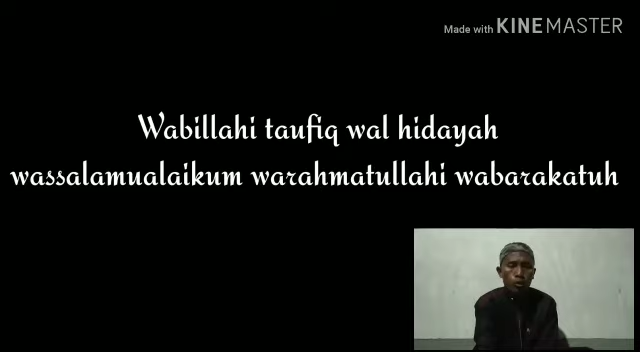 Made with KINEMASTER
Wabillahi taufiq wal hidayah
wassalamualaikum warahmatullahi wabarakatuh